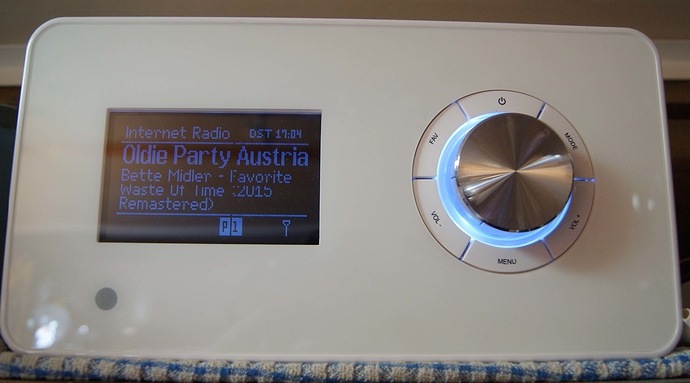 Internet Radio DST 17:04
Oldie Party Austria
Bette Midler - Favorite
Waste Of Time (2015
Remastered)
P1
FAV
MODE
VOL-
VOL+
MENU